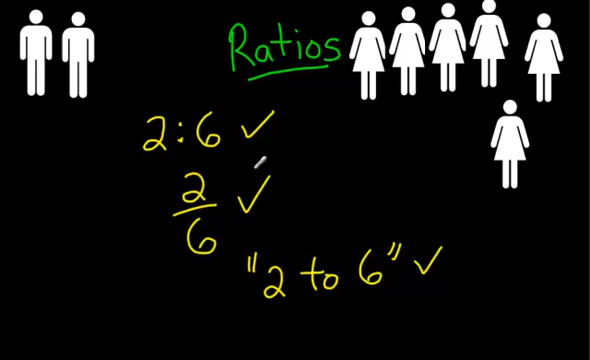 Ratios
2:6 ✓
2/6 ✓
"2 to 6" ✓